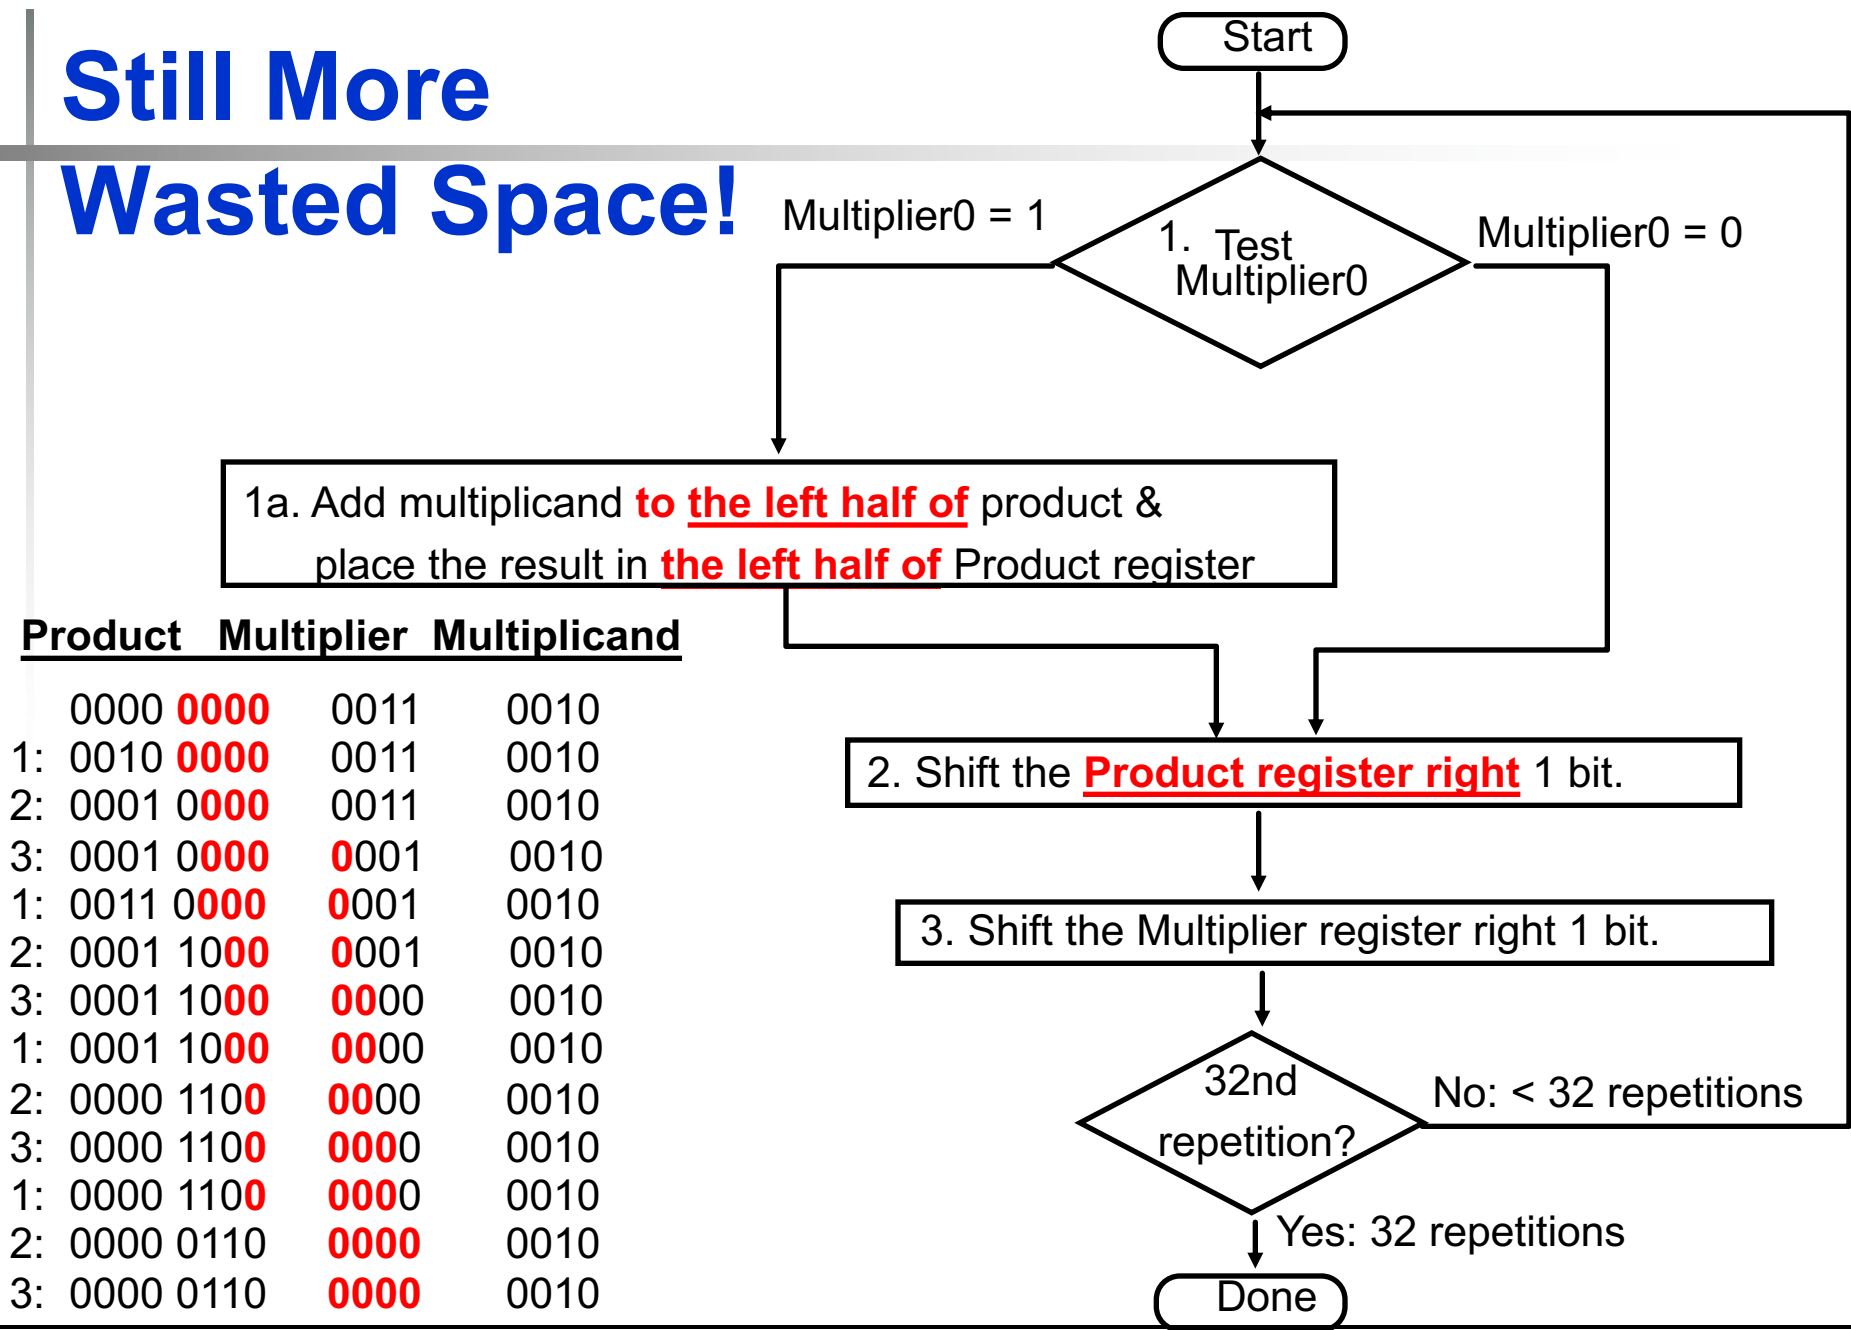 Still More
Wasted Space!
Start
Multiplier0 = 1
1. Test
Multiplier0
Multiplier0 = 0
1a. Add multiplicand to the left half of product &
place the result in the left half of Product register
Product Multiplier Multiplicand
0000 0000 0011 0010
1: 0010 0000 0011 0010
2: 0001 0000 0011 0010
3: 0001 0000 0001 0010
1: 0011 0000 0001 0010
2: 0001 1000 0001 0010
3: 0001 1000 0000 0010
1: 0001 1000 0000 0010
2: 0000 1100 0000 0010
3: 0000 1100 0000 0010
1: 0000 1100 0000 0010
2: 0000 0110 0000 0010
3: 0000 0110 0000 0010
2. Shift the Product register right 1 bit.
3. Shift the Multiplier register right 1 bit.
32nd
repetition?
No: < 32 repetitions
Yes: 32 repetitions
Done